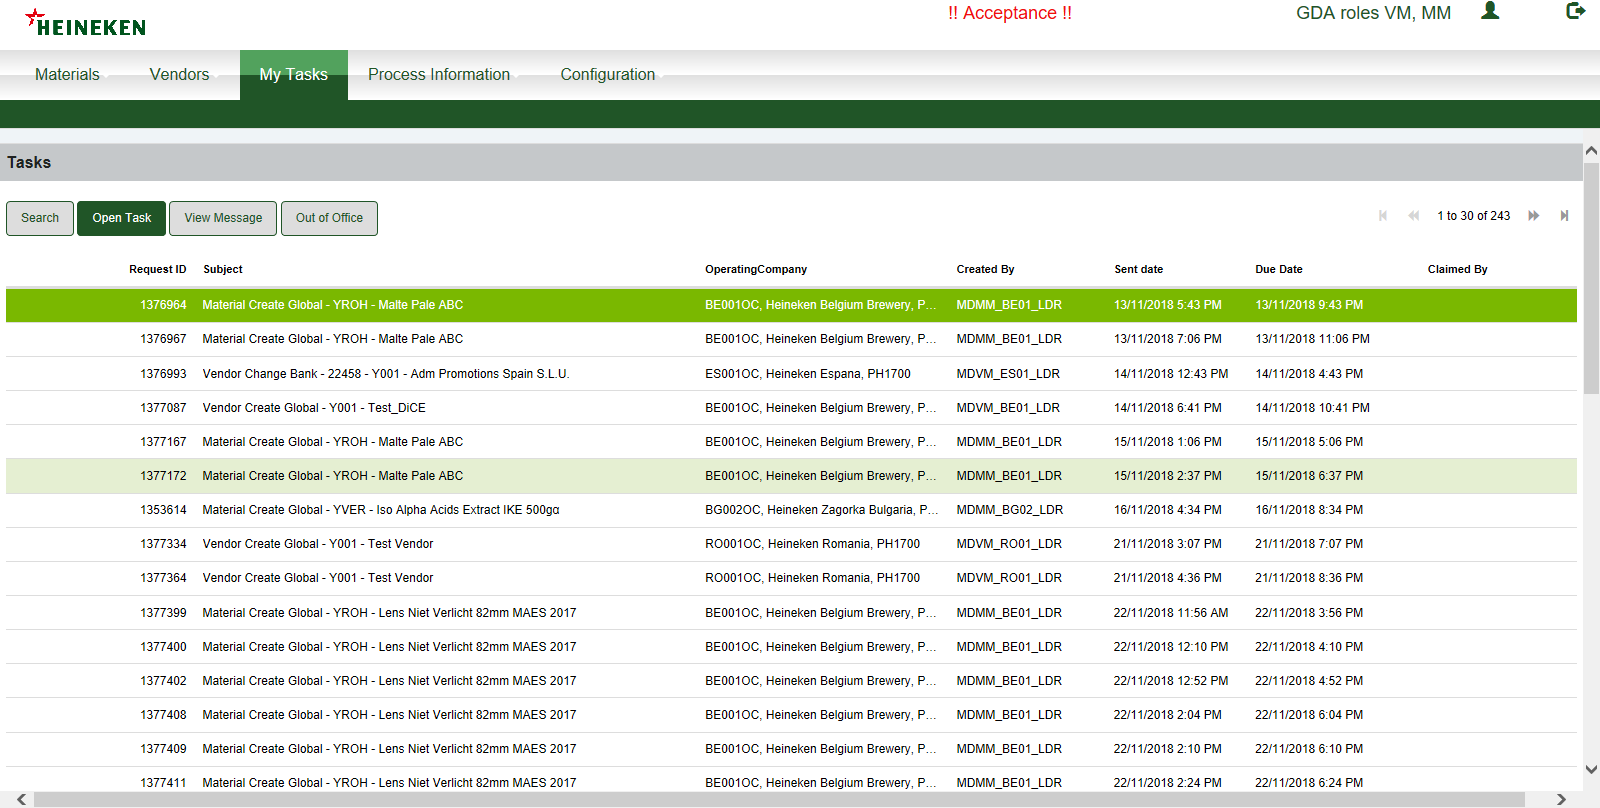 HEINEKEN
!! Acceptance !!
GDA roles VM, MM
Materials Vendors My Tasks Process Information Configuration
Tasks
Search Open Task View Message Out of Office 1 to 30 of 243
Request ID Subject OperatingCompany Created By Sent date Due Date Claimed By
1376964 Material Create Global - YROH - Malte Pale ABC BE001OC, Heineken Belgium Brewery, P... MDMM_BE01_LDR 13/11/2018 5:43 PM 13/11/2018 9:43 PM
1376967 Material Create Global - YROH - Malte Pale ABC BE001OC, Heineken Belgium Brewery, P... MDMM_BE01_LDR 13/11/2018 7:06 PM 13/11/2018 11:06 PM
1376993 Vendor Change Bank - 22458 - Y001 - Adm Promotions Spain S.L.U. ES001OC, Heineken Espana, PH1700 MDVM_ES01_LDR 14/11/2018 12:43 PM 14/11/2018 4:43 PM
1377087 Vendor Create Global - Y001 - Test_DiCE BE001OC, Heineken Belgium Brewery, P... MDVM_BE01_LDR 14/11/2018 6:41 PM 14/11/2018 10:41 PM
1377167 Material Create Global - YROH - Malte Pale ABC BE001OC, Heineken Belgium Brewery, P... MDMM_BE01_LDR 15/11/2018 1:06 PM 15/11/2018 5:06 PM
1377172 Material Create Global - YROH - Malte Pale ABC BE001OC, Heineken Belgium Brewery, P... MDMM_BE01_LDR 15/11/2018 2:37 PM 15/11/2018 6:37 PM
1353614 Material Create Global - YVER - Iso Alpha Acids Extract IKE 500gα BG002OC, Heineken Zagorka Bulgaria, P... MDMM_BG02_LDR 16/11/2018 4:34 PM 16/11/2018 8:34 PM
1377334 Vendor Create Global - Y001 - Test Vendor RO001OC, Heineken Romania, PH1700 MDVM_RO01_LDR 21/11/2018 3:07 PM 21/11/2018 7:07 PM
1377364 Vendor Create Global - Y001 - Test Vendor RO001OC, Heineken Romania, PH1700 MDVM_RO01_LDR 21/11/2018 4:36 PM 21/11/2018 8:36 PM
1377399 Material Create Global - YROH - Lens Niet Verlicht 82mm MAES 2017 BE001OC, Heineken Belgium Brewery, P... MDMM_BE01_LDR 22/11/2018 11:56 AM 22/11/2018 3:56 PM
1377400 Material Create Global - YROH - Lens Niet Verlicht 82mm MAES 2017 BE001OC, Heineken Belgium Brewery, P... MDMM_BE01_LDR 22/11/2018 12:10 PM 22/11/2018 4:10 PM
1377402 Material Create Global - YROH - Lens Niet Verlicht 82mm MAES 2017 BE001OC, Heineken Belgium Brewery, P... MDMM_BE01_LDR 22/11/2018 12:52 PM 22/11/2018 4:52 PM
1377408 Material Create Global - YROH - Lens Niet Verlicht 82mm MAES 2017 BE001OC, Heineken Belgium Brewery, P... MDMM_BE01_LDR 22/11/2018 2:04 PM 22/11/2018 6:04 PM
1377409 Material Create Global - YROH - Lens Niet Verlicht 82mm MAES 2017 BE001OC, Heineken Belgium Brewery, P... MDMM_BE01_LDR 22/11/2018 2:10 PM 22/11/2018 6:10 PM
1377411 Material Create Global - YROH - Lens Niet Verlicht 82mm MAES 2017 BE001OC, Heineken Belgium Brewery, P... MDMM_BE01_LDR 22/11/2018 2:24 PM 22/11/2018 6:24 PM